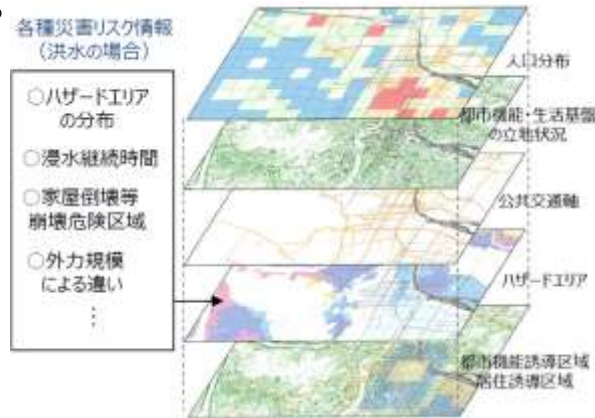 各種災害リスク情報
（洪水の場合）
○ハザードエリア
の分布
○浸水継続時間
○家屋倒壊等
崩壊危険区域
○外力規模
による違い
⋮
人口分布
都市機能・生活基盤
の立地状況
公共交通軸
ハザードエリア
都市機能誘導区域
居住誘導区域